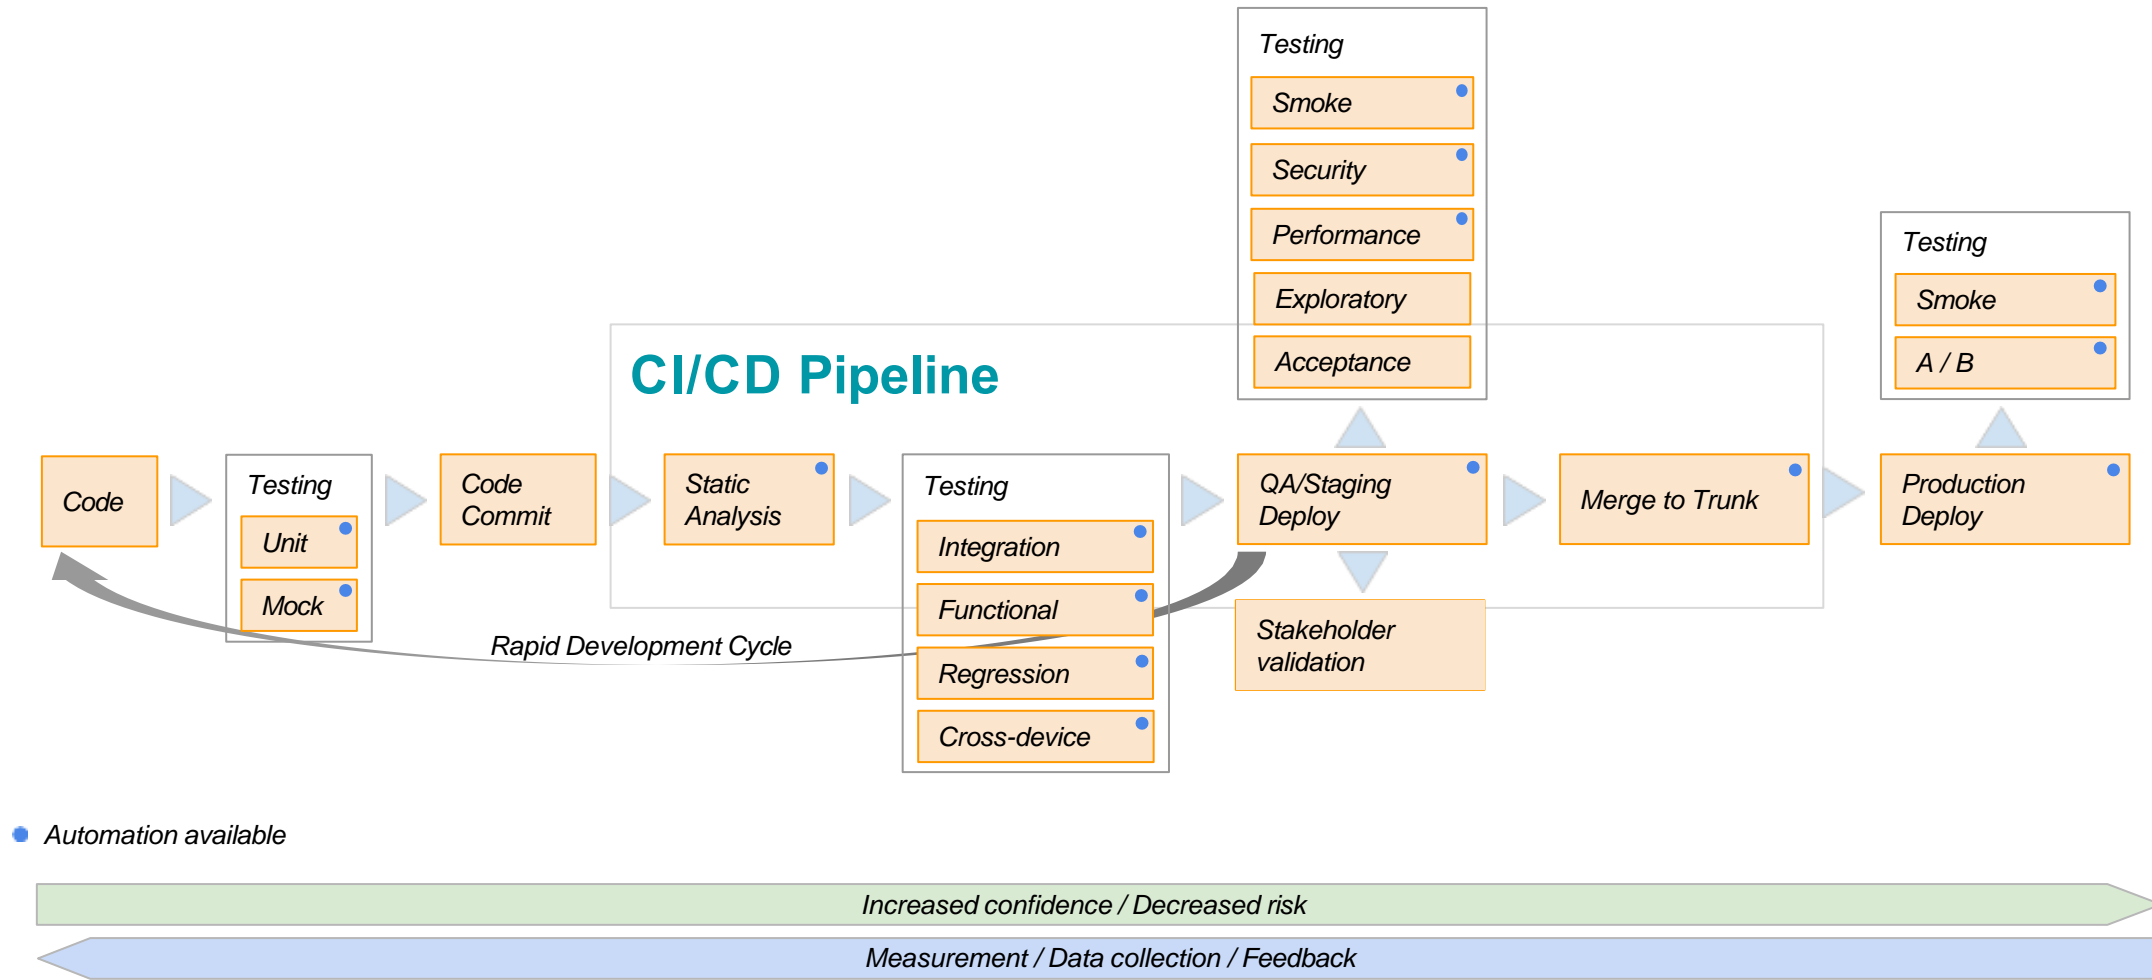 Testing
Smoke
Security
Performance
Exploratory
Acceptance
Testing
Smoke
A / B
CI/CD Pipeline
Code
Testing
Unit
Mock
Code
Commit
Static
Analysis
Testing
Integration
Functional
Regression
Cross-device
QA/Staging
Deploy
Merge to Trunk
Production
Deploy
Stakeholder
validation
Rapid Development Cycle
Automation available
Increased confidence / Decreased risk
Measurement / Data collection / Feedback